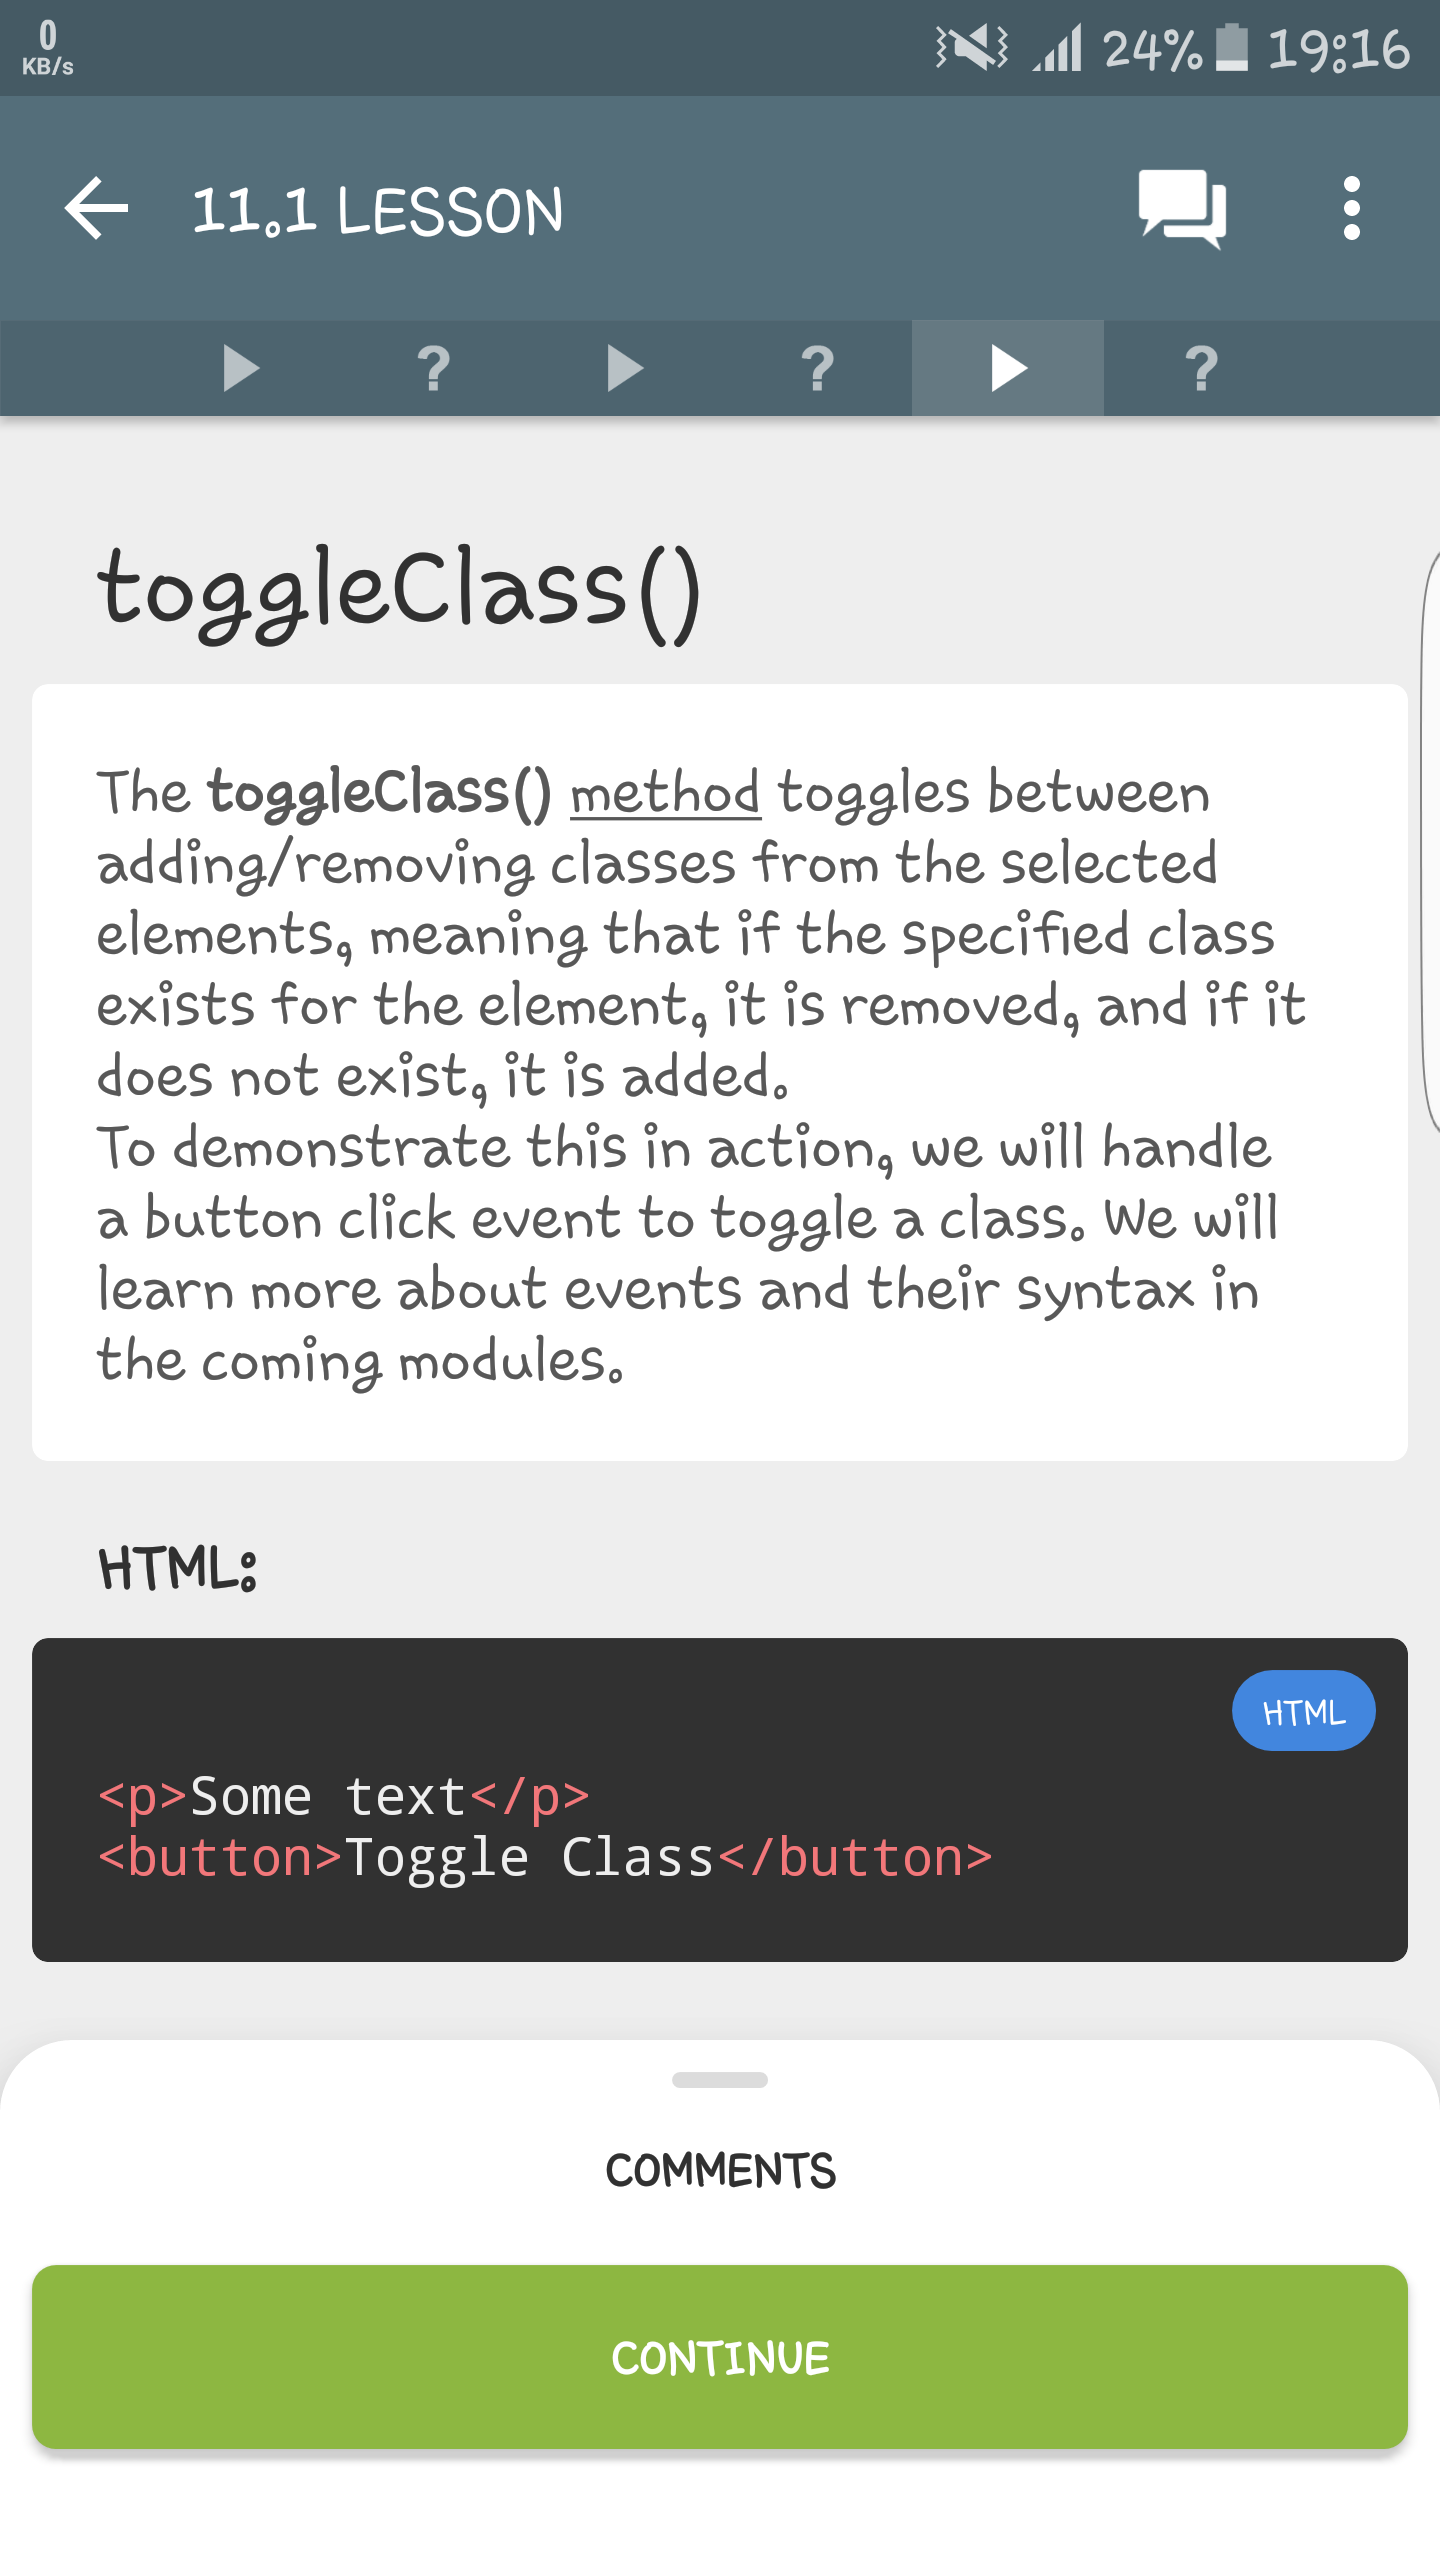 0
KB/s
24%
19:16
11.1 LESSON
?
?
?
toggleClass()
The toggleClass() method toggles between
adding/removing classes from the selected
elements, meaning that if the specified class
exists for the element, it is removed, and if it
does not exist, it is added.
To demonstrate this in action, we will handle
a button click event to toggle a class. We will
learn more about events and their syntax in
the coming modules.
HTML:
HTML
<p>Some text</p>
<button>Toggle Class</button>
COMMENTS
CONTINUE